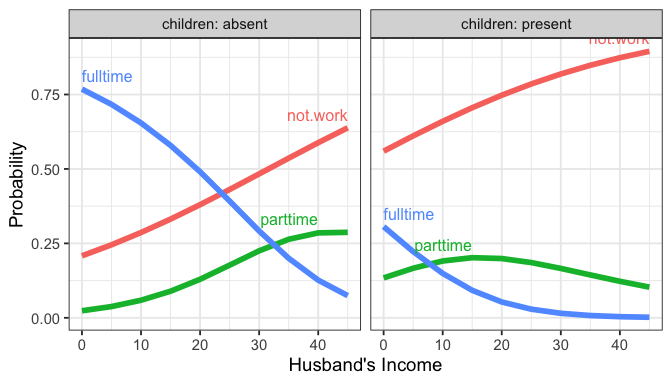 children: absent
children: present
fulltime
not.work
parttime
not.work
fulltime
parttime
0.75
0.50
0.25
0.00
0 10 20 30 40
0 10 20 30 40
Husband's Income
Probability